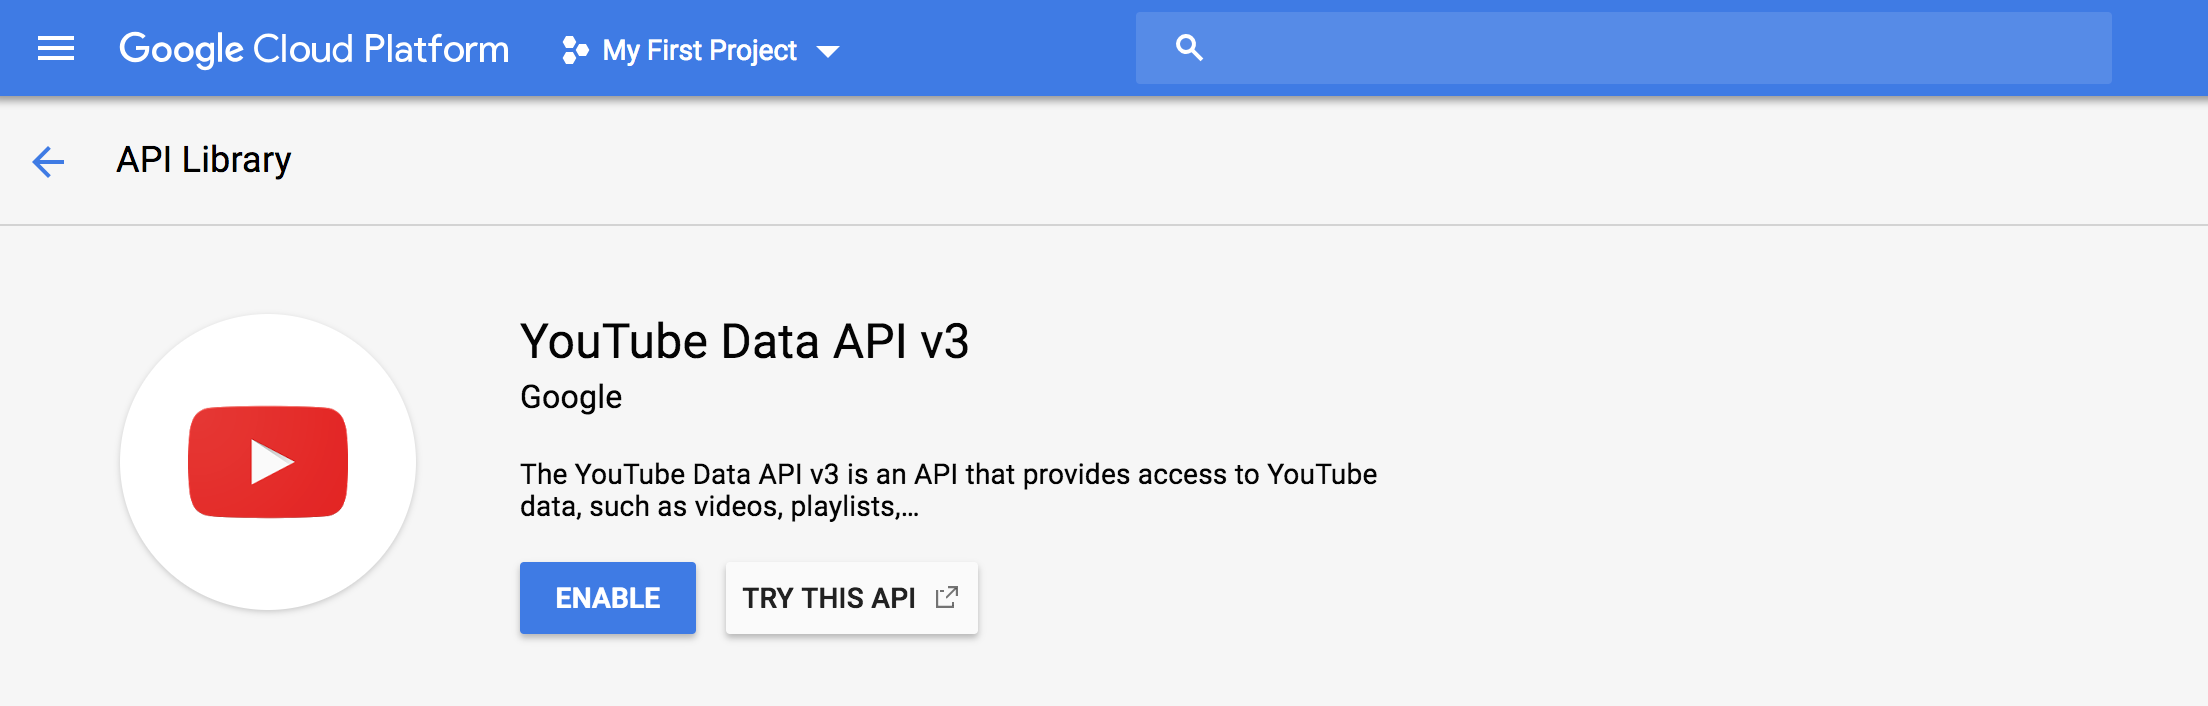 Google Cloud Platform
My First Project
API Library
YouTube Data API v3
Google
The YouTube Data API v3 is an API that provides access to YouTube
data, such as videos, playlists,...
ENABLE
TRY THIS API